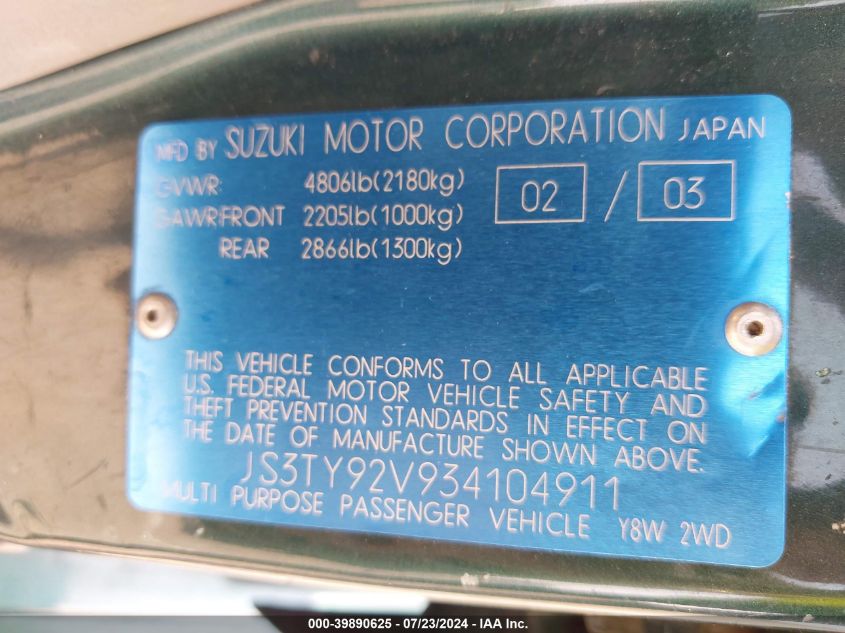 MFD BY SUZUKI MOTOR CORPORATION JAPAN
GVWR: 4806lb(2180kg) 02 / 03
GAWR:FRONT 2205lb(1000kg)
REAR 2866lb(1300kg)
THIS VEHICLE CONFORMS TO ALL APPLICABLE
U.S. FEDERAL MOTOR VEHICLE SAFETY AND
THEFT PREVENTION STANDARDS IN EFFECT ON
THE DATE OF MANUFACTURE SHOWN ABOVE.
JS3TY92V934104911
MULTI PURPOSE PASSENGER VEHICLE Y8W 2WD
000-39890625 - 07/23/2024 - IAA Inc.